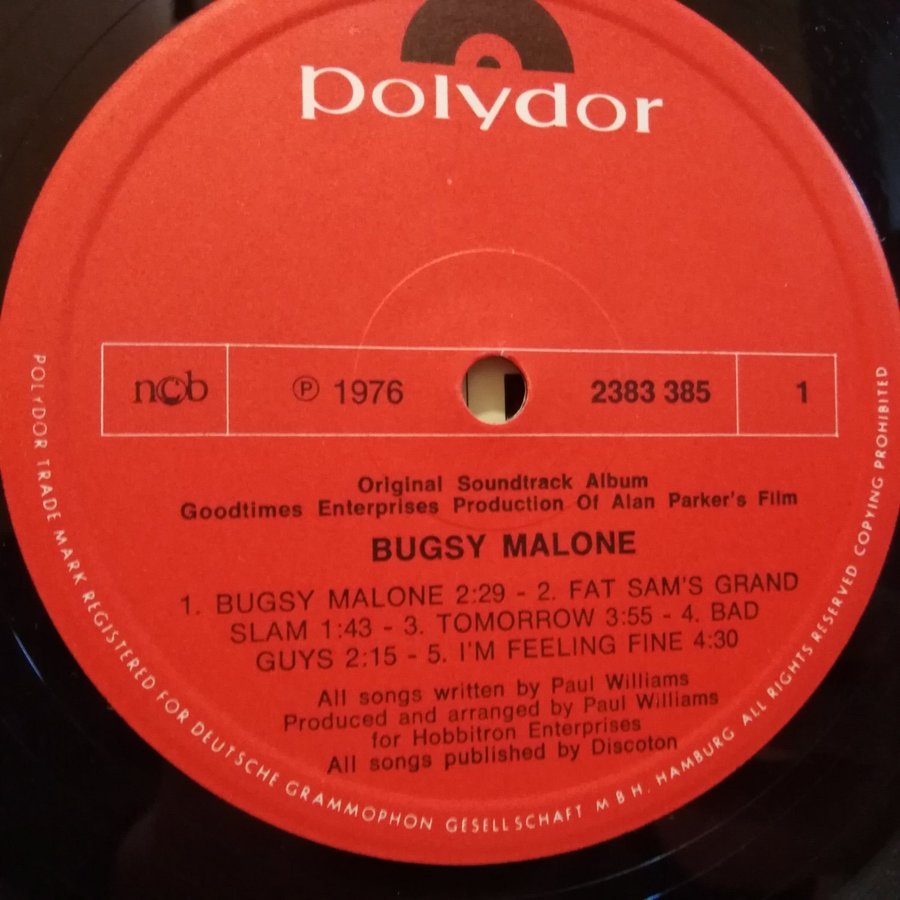 polydor
ncb
℗ 1976
2383 385
1
Original Soundtrack Album
Goodtimes Enterprises Production Of Alan Parker's Film
BUGSY MALONE
1. BUGSY MALONE 2:29 - 2. FAT SAM'S GRAND
SLAM 1:43 - 3. TOMORROW 3:55 - 4. BAD
GUYS 2:15 - 5. I'M FEELING FINE 4:30
All songs written by Paul Williams
Produced and arranged by Paul Williams
for Hobbitron Enterprises
All songs published by Discoton
POLYDOR TRADE MARK REGISTERED FOR DEUTSCHE GRAMMOPHON GESELLSCHAFT M B H. HAMBURG ALL RIGHTS RESERVED COPYING PROHIBITED